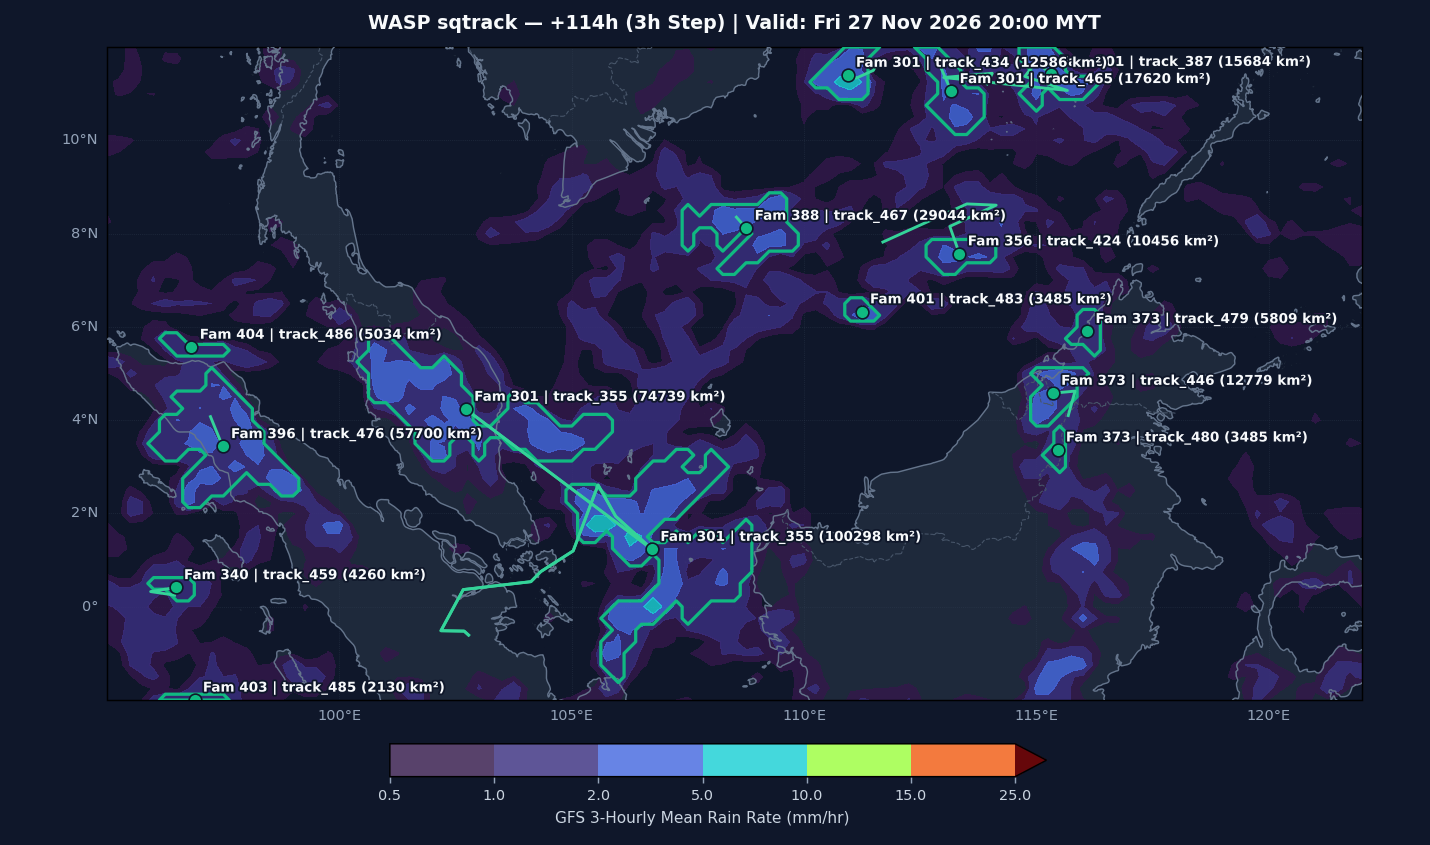 WASP sqtrack — +114h (3h Step) | Valid: Fri 27 Nov 2026 20:00 MYT
Fam 301 | track_434 (12586 km²)
01 | track_387 (15684 km²)
Fam 301 | track_465 (17620 km²)
10°N
8°N
6°N
4°N
2°N
0°
Fam 388 | track_467 (29044 km²)
Fam 356 | track_424 (10456 km²)
Fam 401 | track_483 (3485 km²)
Fam 373 | track_479 (5809 km²)
Fam 404 | track_486 (5034 km²)
Fam 373 | track_446 (12779 km²)
Fam 301 | track_355 (74739 km²)
Fam 396 | track_476 (57700 km²)
Fam 373 | track_480 (3485 km²)
Fam 301 | track_355 (100298 km²)
Fam 340 | track_459 (4260 km²)
Fam 403 | track_485 (2130 km²)
100°E 105°E 110°E 115°E 120°E
0.5 1.0 2.0 5.0 10.0 15.0 25.0
GFS 3-Hourly Mean Rain Rate (mm/hr)